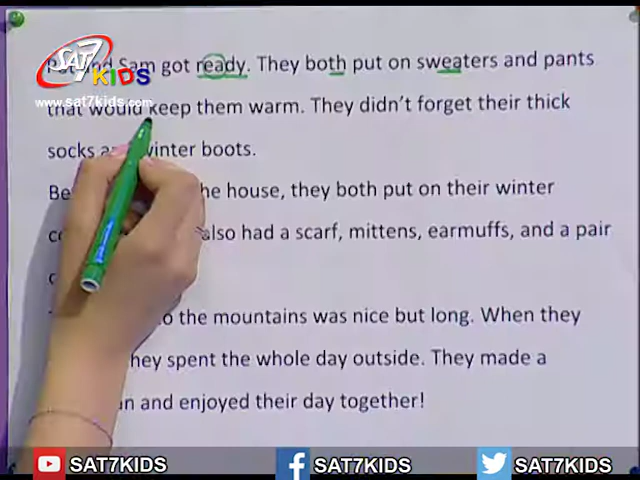 SAT7 KIDS
www.sat7kids.com
Sam got ready. They both put on sweaters and pants
that would keep them warm. They didn't forget their thick
socks winter boots.
the house, they both put on their winter
also had a scarf, mittens, earmuffs, and a pair
the mountains was nice but long. When they
they spent the whole day outside. They made a
and enjoyed their day together!
SAT7KIDS SAT7KIDS SAT7KIDS